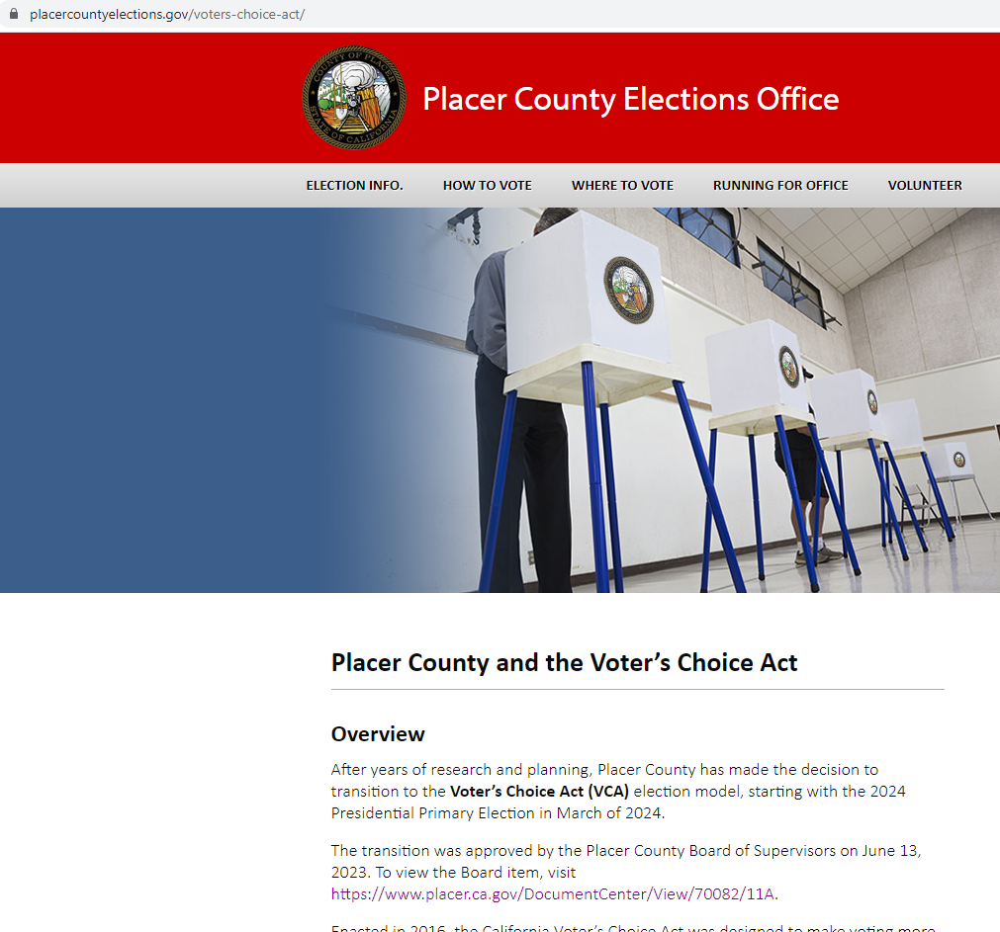 placercountyelections.gov/voters-choice-act/
COUNTY OF PLACER
STATE OF CALIFORNIA
Placer County Elections Office
ELECTION INFO.
HOW TO VOTE
WHERE TO VOTE
RUNNING FOR OFFICE
VOLUNTEER
Placer County and the Voter’s Choice Act
Overview
After years of research and planning, Placer County has made the decision to
transition to the Voter’s Choice Act (VCA) election model, starting with the 2024
Presidential Primary Election in March of 2024.
The transition was approved by the Placer County Board of Supervisors on June 13,
2023. To view the Board item, visit
https://www.placer.ca.gov/DocumentCenter/View/70082/11A.
Enacted in 2016, the California Voter’s Choice Act was designed to make voting more